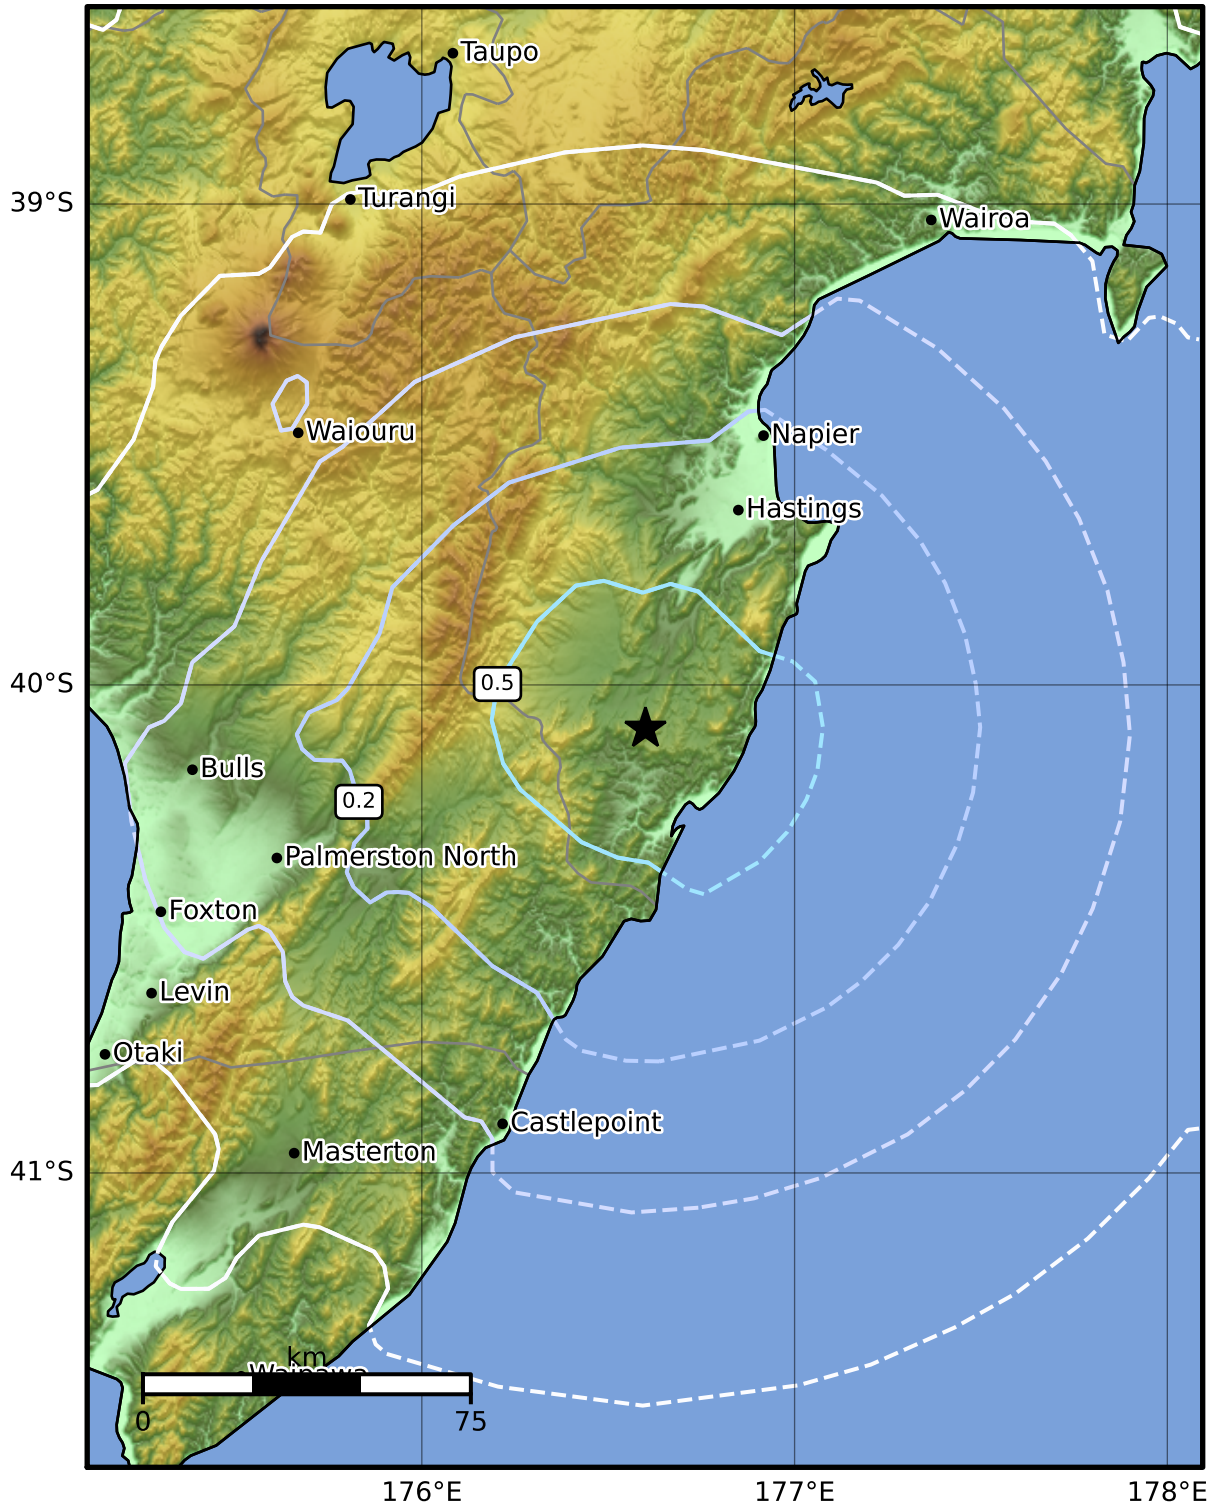 Taupo
39°S
Turangi
Wairoa
Waiouru
Napier
Hastings
40°S
0.5
Bulls
0.2
Palmerston North
Foxton
Levin
Otaki
Castlepoint
Masterton
41°S
km
0 75
176°E 177°E 178°E